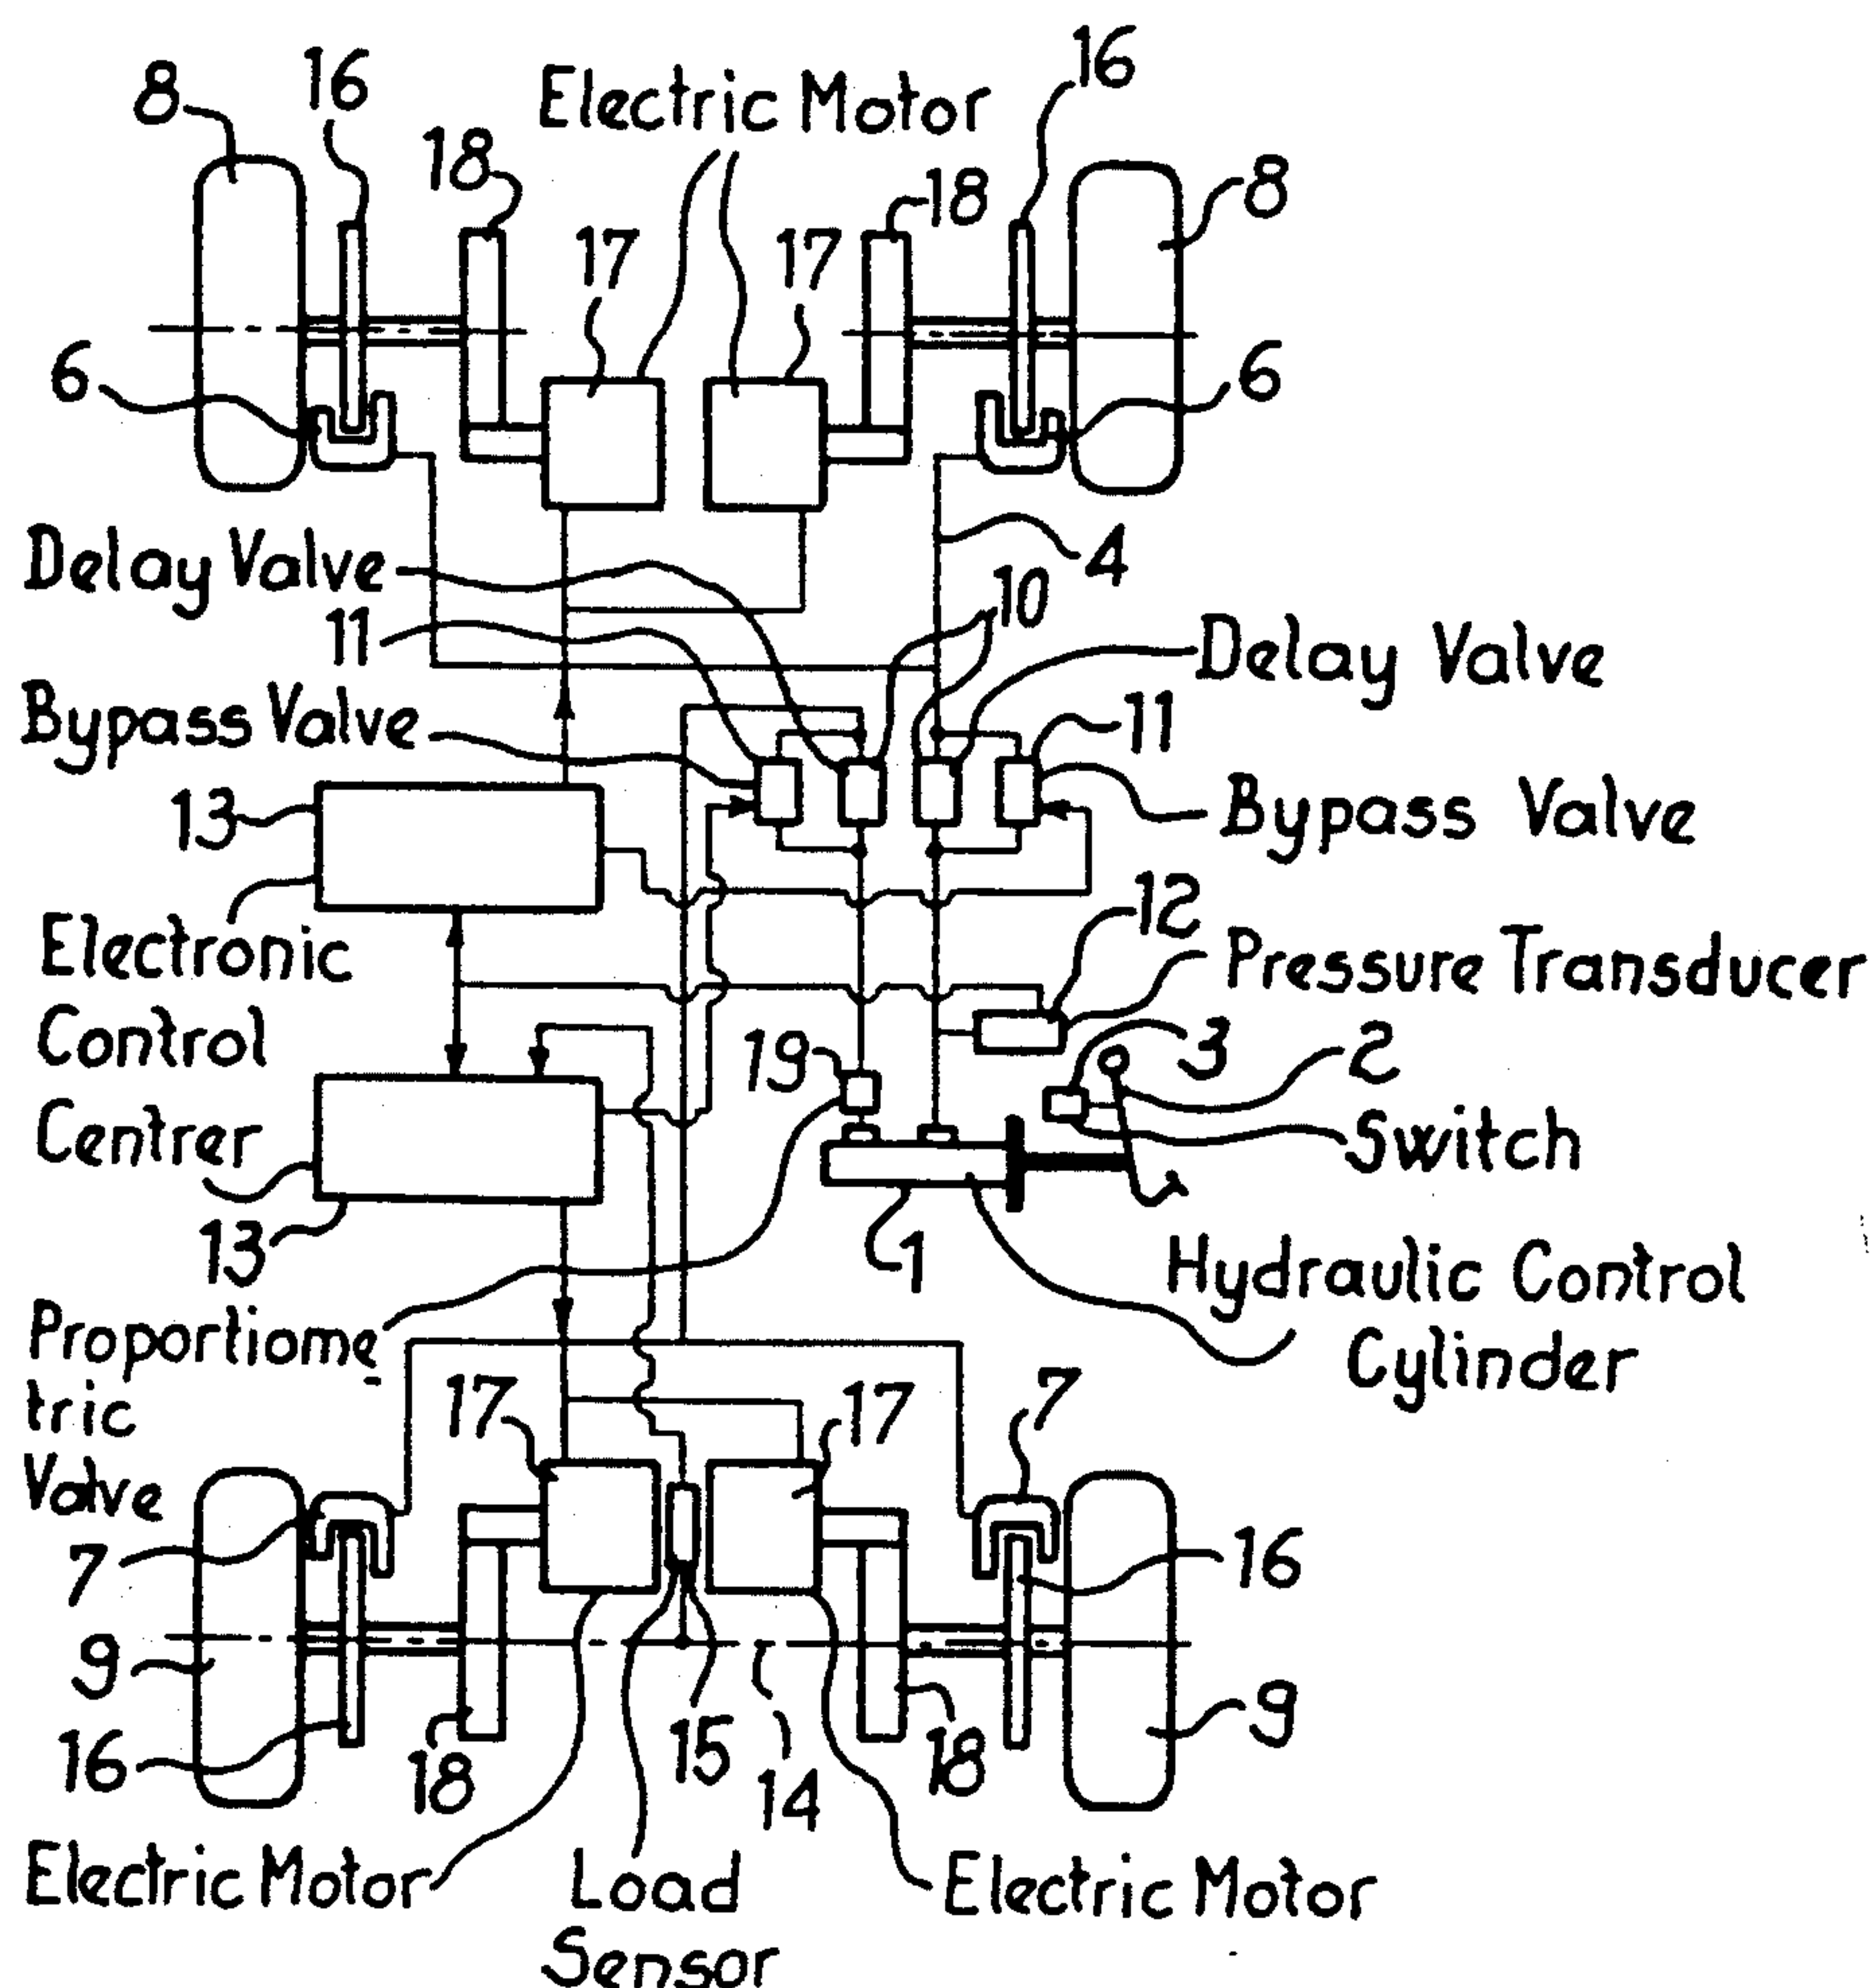 8
16
18
Electric Motor
16
18
8
17
17
6
6
Delay Valve
4
10
11
Delay Valve
Bypass Valve
11
13
Bypass Valve
12
Electronic
Control
Centrer
Pressure Transducer
19
3
2
Switch
13
1
Hydraulic Control
Cylinder
Proportiome-
tric
Valve
17
17
7
7
16
9
9
16
18
15
14
18
Electric Motor
Load
Sensor
Electric Motor